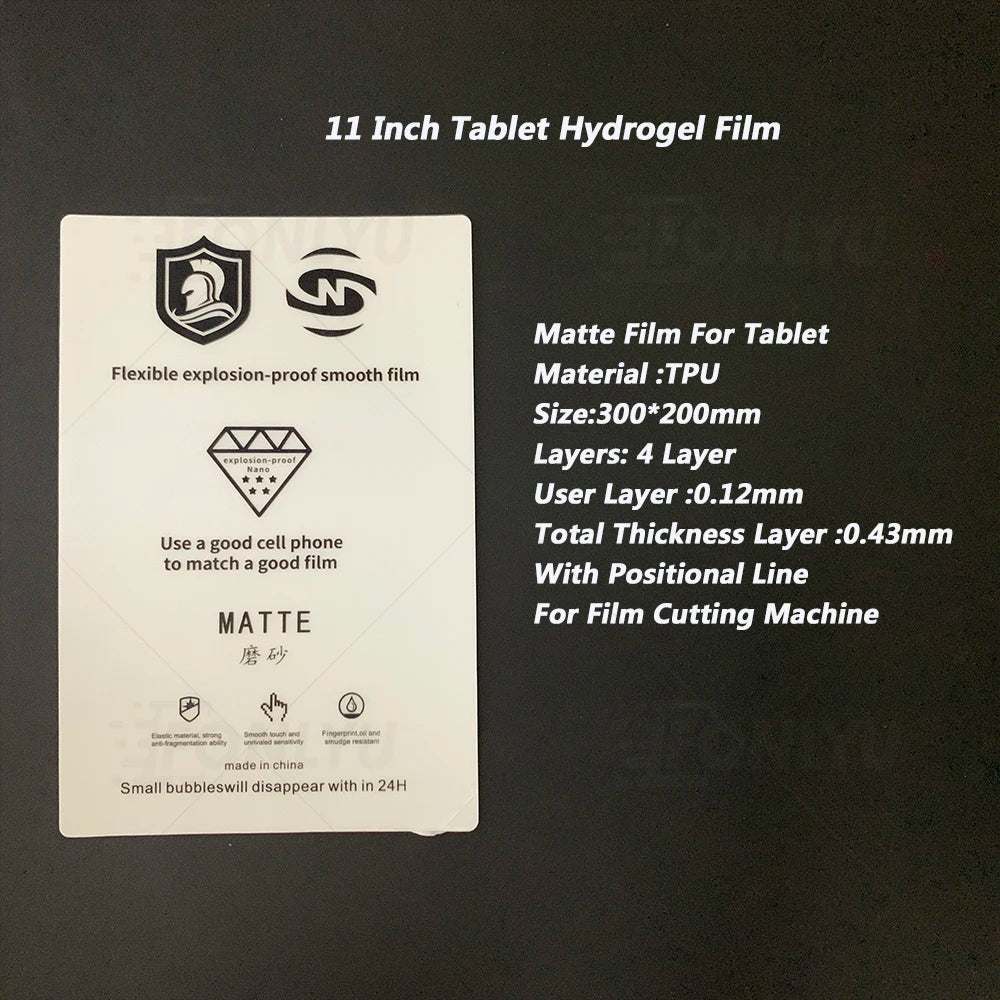 11 Inch Tablet Hydrogel Film
N
Flexible explosion-proof smooth film
explosion-proof
Nano
Use a good cell phone
to match a good film
MATTE
磨砂
Elastic material, strong
anti-fragmentation ability
Smooth touch and
unrivaled sensitivity
Fingerprint,oil and
smudge resistant
made in china
Small bubbleswill disappear with in 24H
Matte Film For Tablet
Material :TPU
Size:300*200mm
Layers: 4 Layer
User Layer :0.12mm
Total Thickness Layer :0.43mm
With Positional Line
For Film Cutting Machine